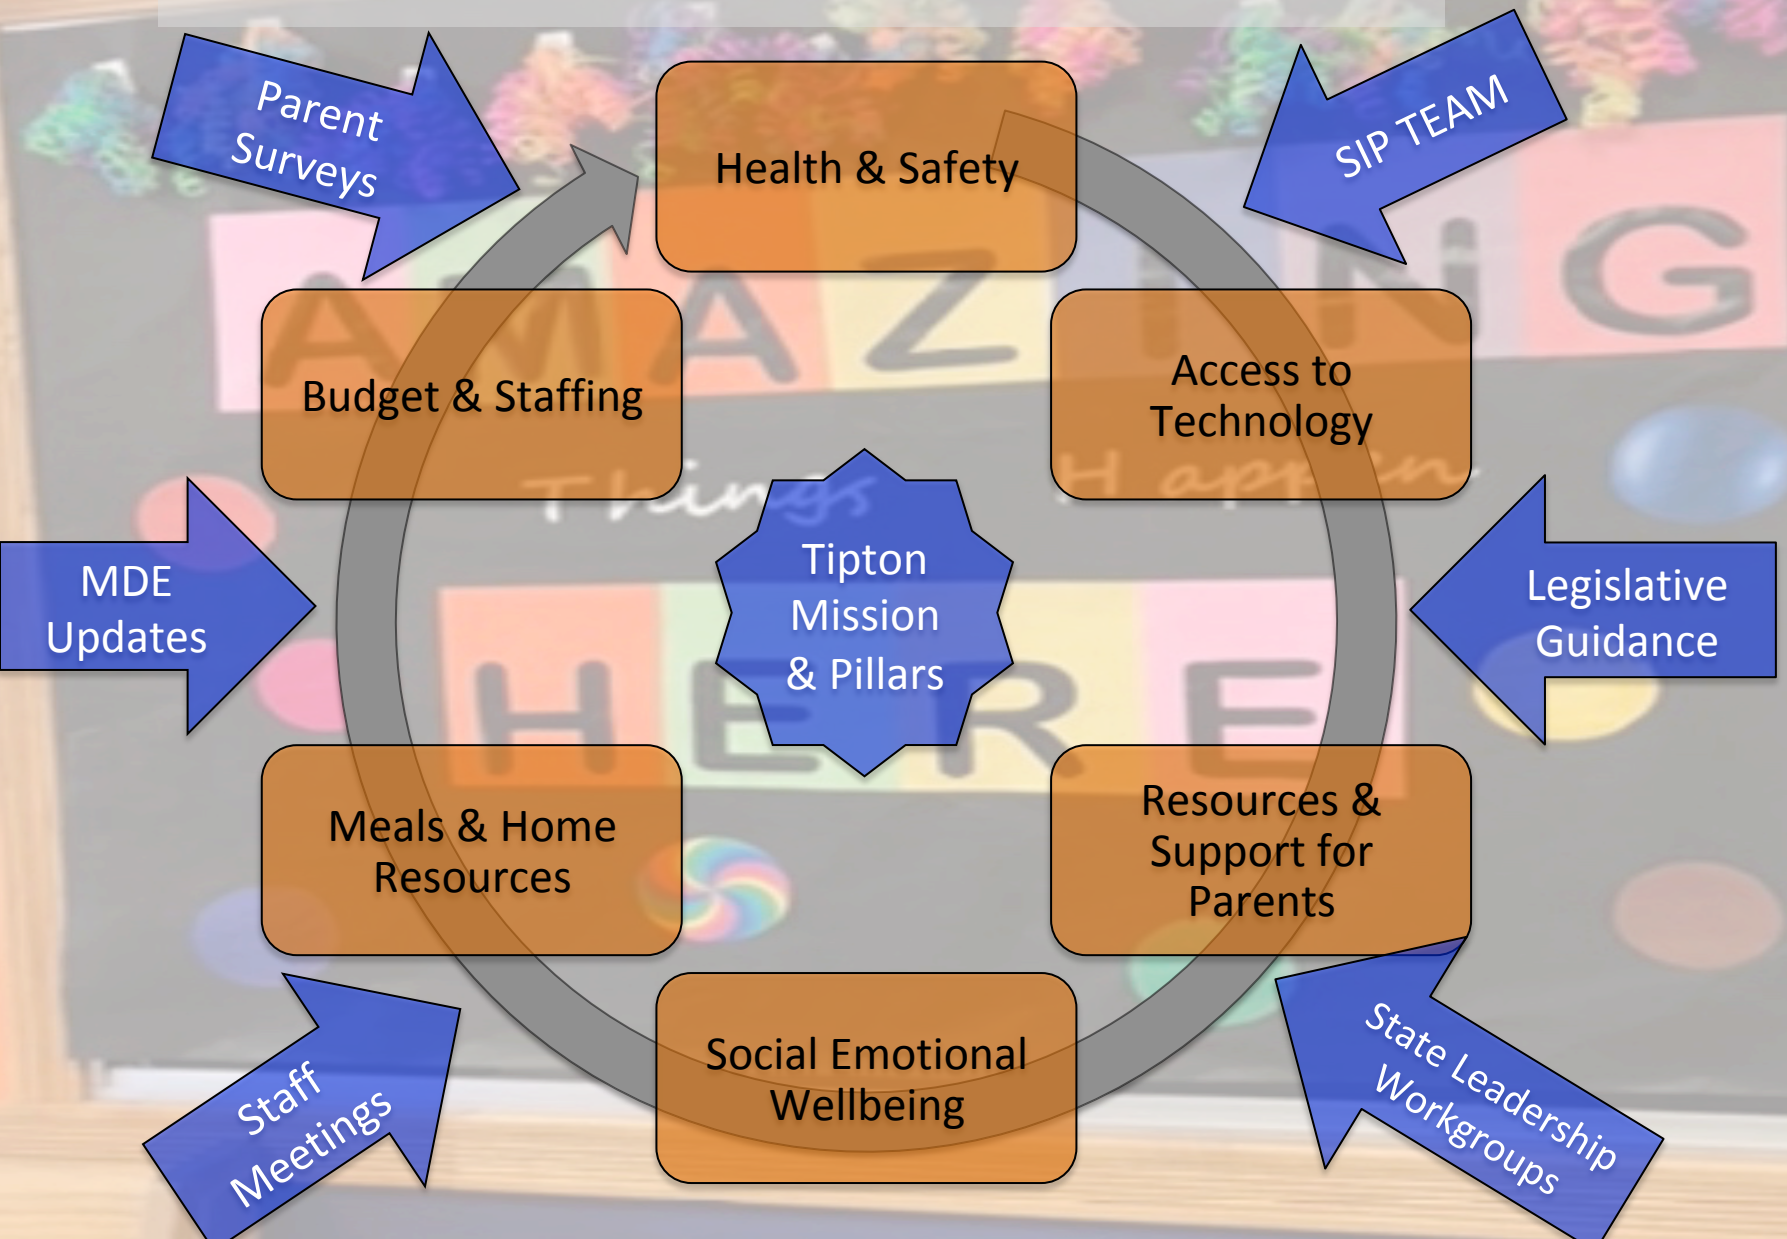 Parent
Surveys
SIP TEAM
Health & Safety
AMAZING
Budget & Staffing
Access to
Technology
Things Happen
Tipton
Mission
& Pillars
MDE
Updates
Legislative
Guidance
HERE
Meals & Home
Resources
Resources &
Support for
Parents
Social Emotional
Wellbeing
Staff
Meetings
State Leadership
Workgroups